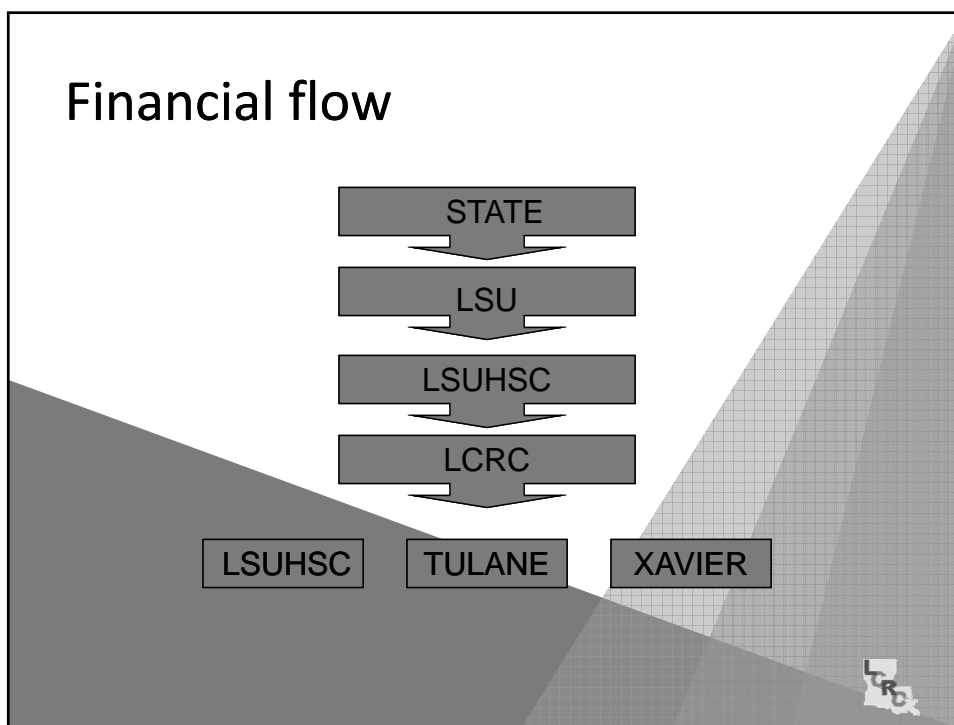 Financial flow
STATE
LSU
LSUHSC
LCRC
LSUHSC TULANE XAVIER
LCRC